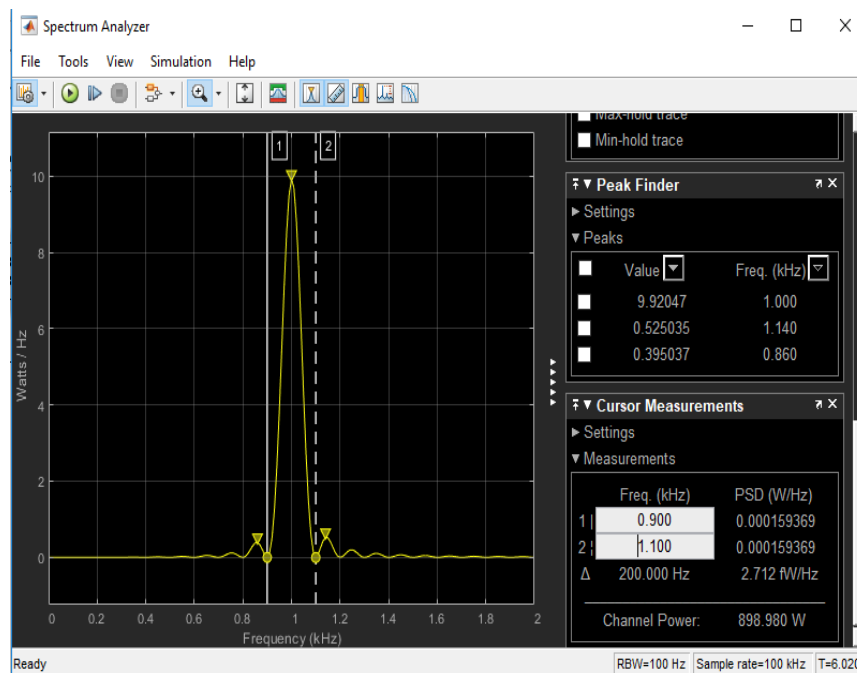 Spectrum Analyzer
File Tools View Simulation Help
Max-hold trace
Min-hold trace
Peak Finder
Settings
Peaks
Value Freq. (kHz)
9.92047 1.000
0.525035 1.140
0.395037 0.860
Cursor Measurements
Settings
Measurements
Freq. (kHz) PSD (W/Hz)
1 0.900 0.000159369
2 1.100 0.000159369
Δ 200.000 Hz 2.712 fW/Hz
Channel Power: 898.980 W
1 2
10
8
6
4
2
0
Watts / Hz
0 0.2 0.4 0.6 0.8 1 1.2 1.4 1.6 1.8 2
Frequency (kHz)
Ready RBW=100 Hz Sample rate=100 kHz T=6.020